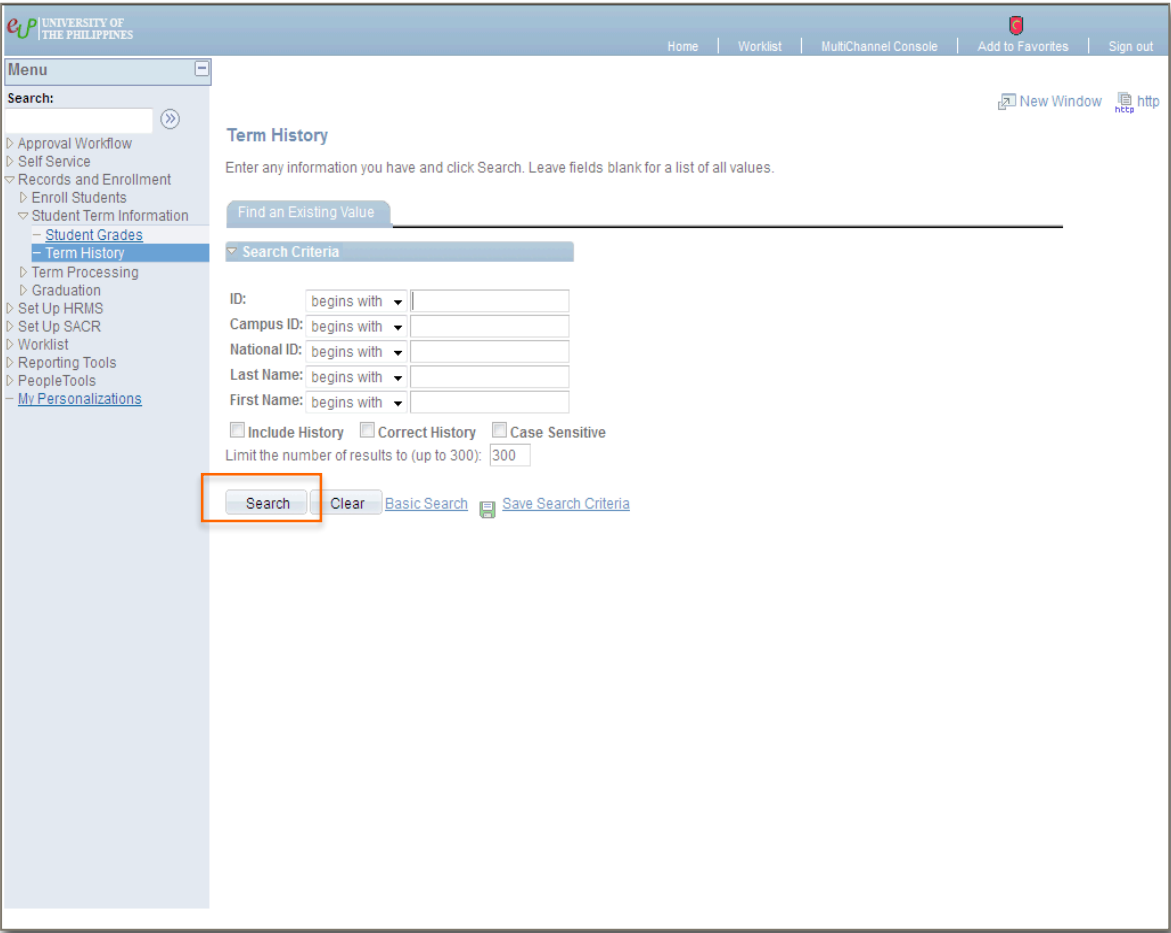 eUP UNIVERSITY OF
THE PHILIPPINES
Home | Worklist | MultiChannel Console | Add to Favorites | Sign out
Menu
Search:
Approval Workflow
Self Service
Records and Enrollment
Enroll Students
Student Term Information
Student Grades
Term History
Term Processing
Graduation
Set Up HRMS
Set Up SACR
Worklist
Reporting Tools
PeopleTools
My Personalizations
New Window http http
Term History
Enter any information you have and click Search. Leave fields blank for a list of all values.
Find an Existing Value
Search Criteria
ID: begins with
Campus ID: begins with
National ID: begins with
Last Name: begins with
First Name: begins with
Include History Correct History Case Sensitive
Limit the number of results to (up to 300): 300
Search Clear Basic Search Save Search Criteria